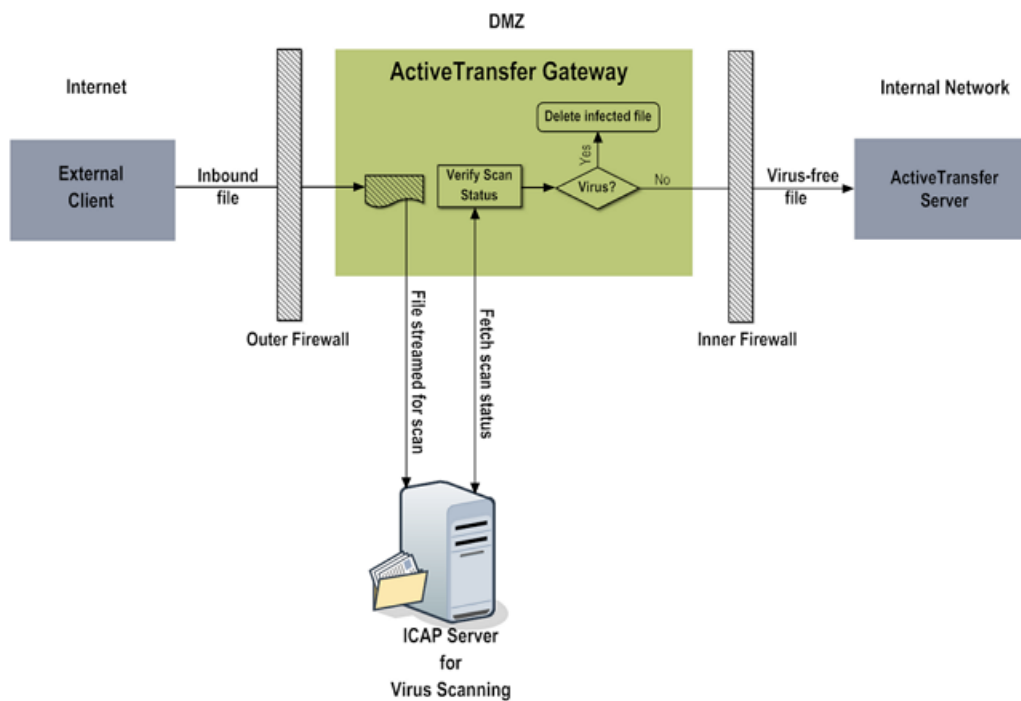 DMZ
Internet
ActiveTransfer Gateway
Internal Network
Delete infected file
External
Client
Inbound
file
Verify Scan
Status
Yes
Virus?
No
Virus-free
file
ActiveTransfer
Server
Outer Firewall
Inner Firewall
File streamed for scan
Fetch scan status
ICAP Server
for
Virus Scanning